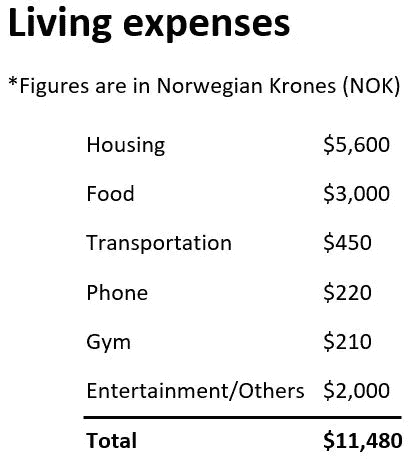 Living expenses
*Figures are in Norwegian Krones (NOK)
Housing $5,600
Food $3,000
Transportation $450
Phone $220
Gym $210
Entertainment/Others $2,000
Total $11,480